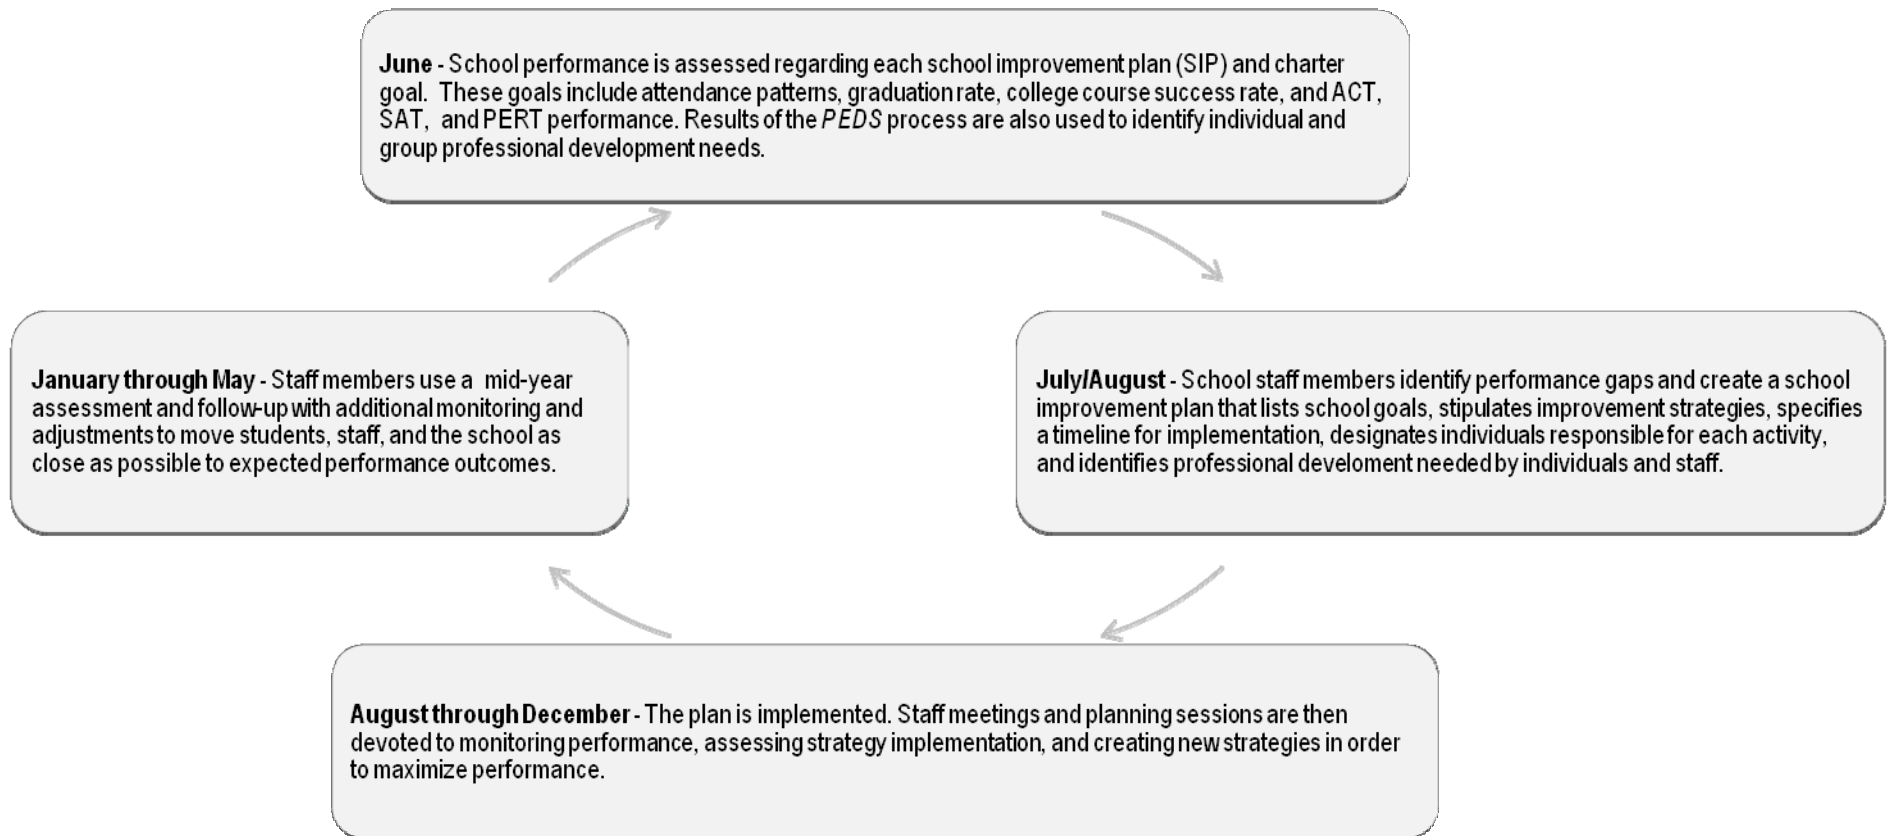 June - School performance is assessed regarding each school improvement plan (SIP) and charter
goal. These goals include attendance patterns, graduation rate, college course success rate, and ACT,
SAT, and PERT performance. Results of the PEDS process are also used to identify individual and
group professional development needs.
July/August - School staff members identify performance gaps and create a school
improvement plan that lists school goals, stipulates improvement strategies, specifies
a timeline for implementation, designates individuals responsible for each activity,
and identifies professional develoment needed by individuals and staff.
August through December - The plan is implemented. Staff meetings and planning sessions are then
devoted to monitoring performance, assessing strategy implementation, and creating new strategies in order
to maximize performance.
January through May - Staff members use a mid-year
assessment and follow-up with additional monitoring and
adjustments to move students, staff, and the school as
close as possible to expected performance outcomes.